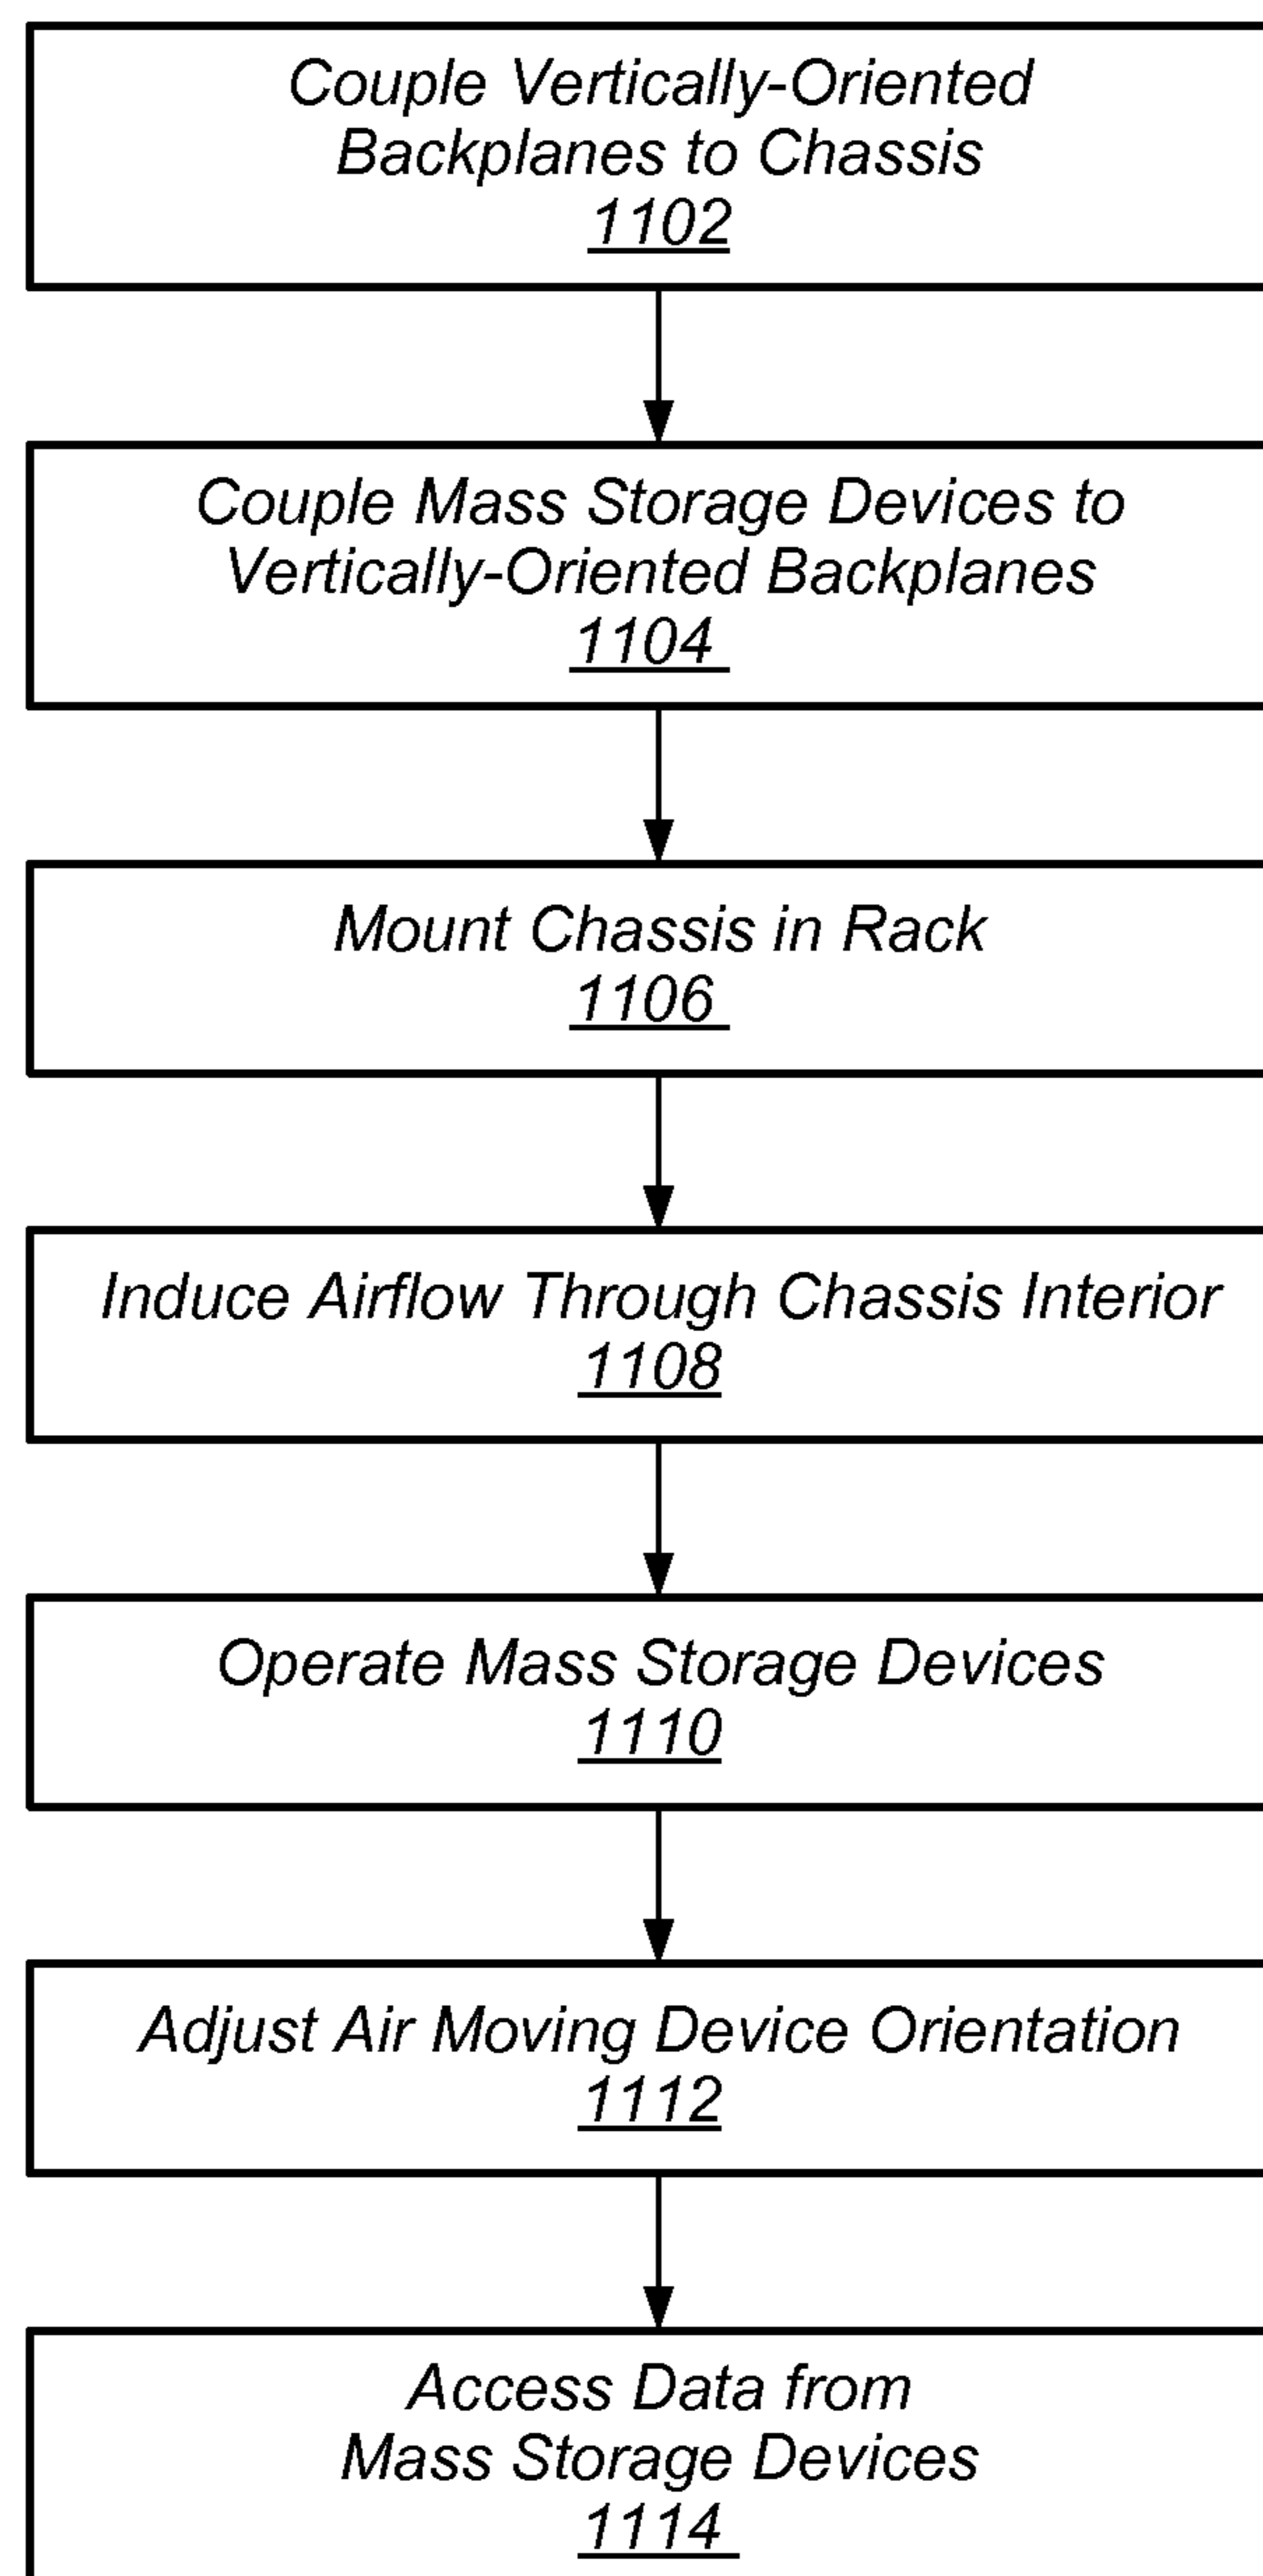 Couple Vertically-Oriented
Backplanes to Chassis
1102
Couple Mass Storage Devices to
Vertically-Oriented Backplanes
1104
Mount Chassis in Rack
1106
Induce Airflow Through Chassis Interior
1108
Operate Mass Storage Devices
1110
Adjust Air Moving Device Orientation
1112
Access Data from
Mass Storage Devices
1114